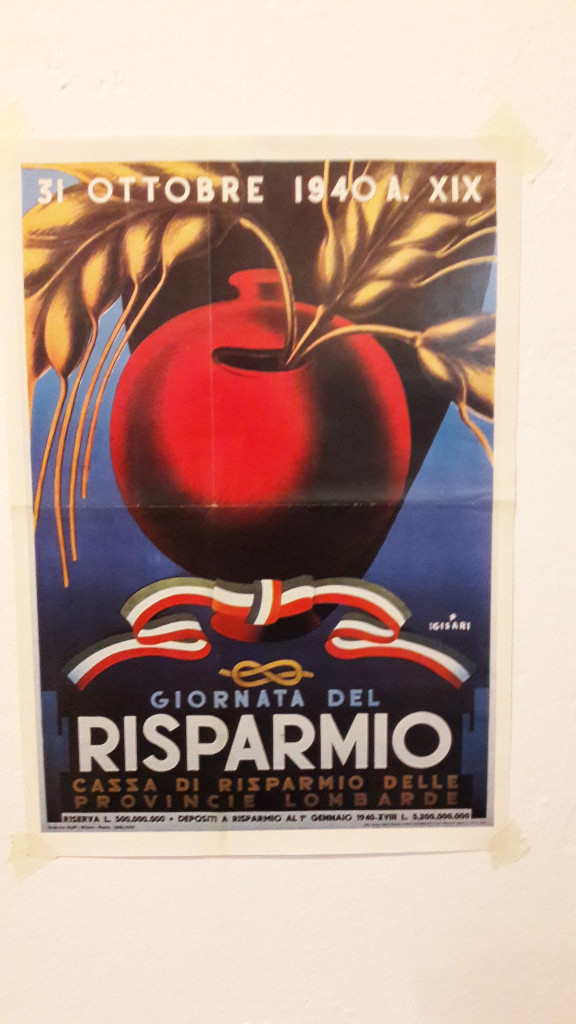 31 OTTOBRE 1940 A. XIX
GIORNATA DEL
RISPARMIO
CASSA DI RISPARMIO DELLE
PROVINCIE LOMBARDE
RISERVA L. 500.000.000 • DEPOSITI A RISPARMIO AL 1° GENNAIO 1940-XVIII L. 5.200.000.000